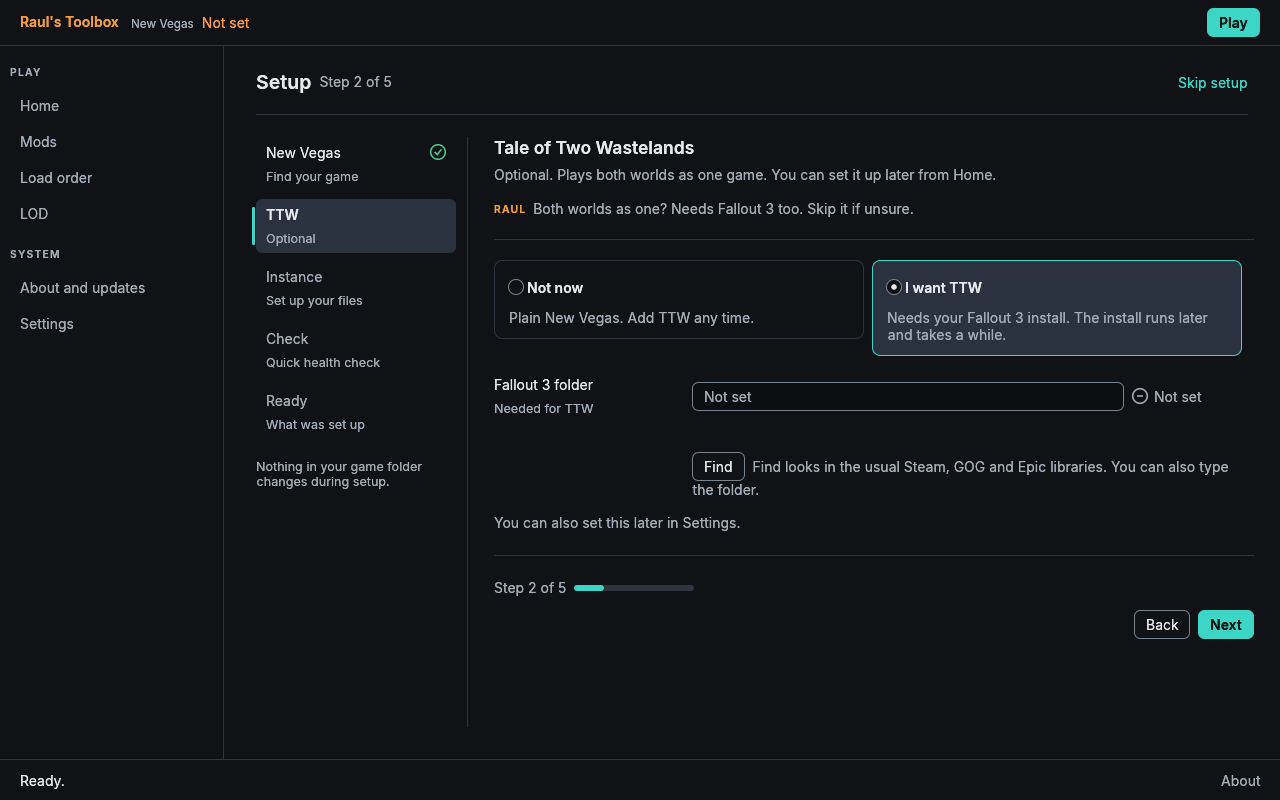 Raul's Toolbox New Vegas Not set
Play
PLAY
Home
Mods
Load order
LOD
SYSTEM
About and updates
Settings
Setup Step 2 of 5
Skip setup
New Vegas
Find your game
TTW
Optional
Instance
Set up your files
Check
Quick health check
Ready
What was set up
Nothing in your game folder
changes during setup.
Tale of Two Wastelands
Optional. Plays both worlds as one game. You can set it up later from Home.
RAUL Both worlds as one? Needs Fallout 3 too. Skip it if unsure.
Not now
Plain New Vegas. Add TTW any time.
I want TTW
Needs your Fallout 3 install. The install runs later
and takes a while.
Fallout 3 folder
Needed for TTW
Not set
Not set
Find Find looks in the usual Steam, GOG and Epic libraries. You can also type
the folder.
You can also set this later in Settings.
Step 2 of 5
Back
Next
Ready.
About